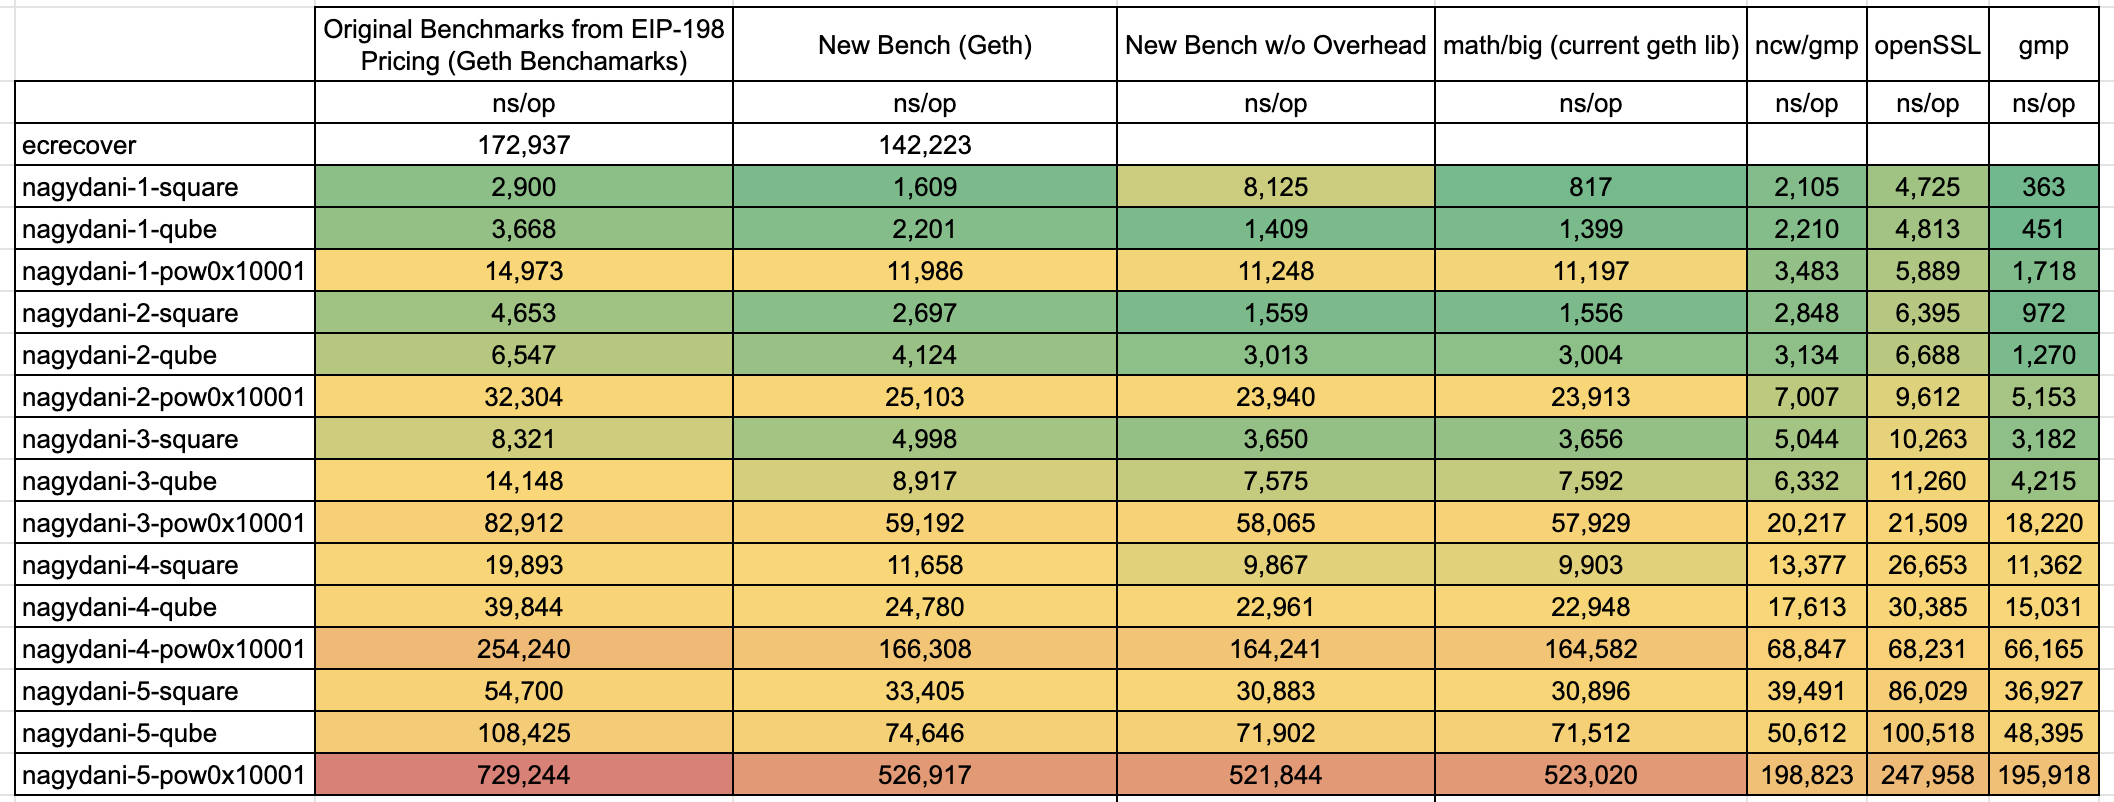 Original Benchmarks from EIP-198 Pricing (Geth Benchamarks) New Bench (Geth) New Bench w/o Overhead math/big (current geth lib) ncw/gmp openSSL gmp
ns/op ns/op ns/op ns/op ns/op ns/op ns/op
ecrecover 172,937 142,223
nagydani-1-square 2,900 1,609 8,125 817 2,105 4,725 363
nagydani-1-qube 3,668 2,201 1,409 1,399 2,210 4,813 451
nagydani-1-pow0x10001 14,973 11,986 11,248 11,197 3,483 5,889 1,718
nagydani-2-square 4,653 2,697 1,559 1,556 2,848 6,395 972
nagydani-2-qube 6,547 4,124 3,013 3,004 3,134 6,688 1,270
nagydani-2-pow0x10001 32,304 25,103 23,940 23,913 7,007 9,612 5,153
nagydani-3-square 8,321 4,998 3,650 3,656 5,044 10,263 3,182
nagydani-3-qube 14,148 8,917 7,575 7,592 6,332 11,260 4,215
nagydani-3-pow0x10001 82,912 59,192 58,065 57,929 20,217 21,509 18,220
nagydani-4-square 19,893 11,658 9,867 9,903 13,377 26,653 11,362
nagydani-4-qube 39,844 24,780 22,961 22,948 17,613 30,385 15,031
nagydani-4-pow0x10001 254,240 166,308 164,241 164,582 68,847 68,231 66,165
nagydani-5-square 54,700 33,405 30,883 30,896 39,491 86,029 36,927
nagydani-5-qube 108,425 74,646 71,902 71,512 50,612 100,518 48,395
nagydani-5-pow0x10001 729,244 526,917 521,844 523,020 198,823 247,958 195,918